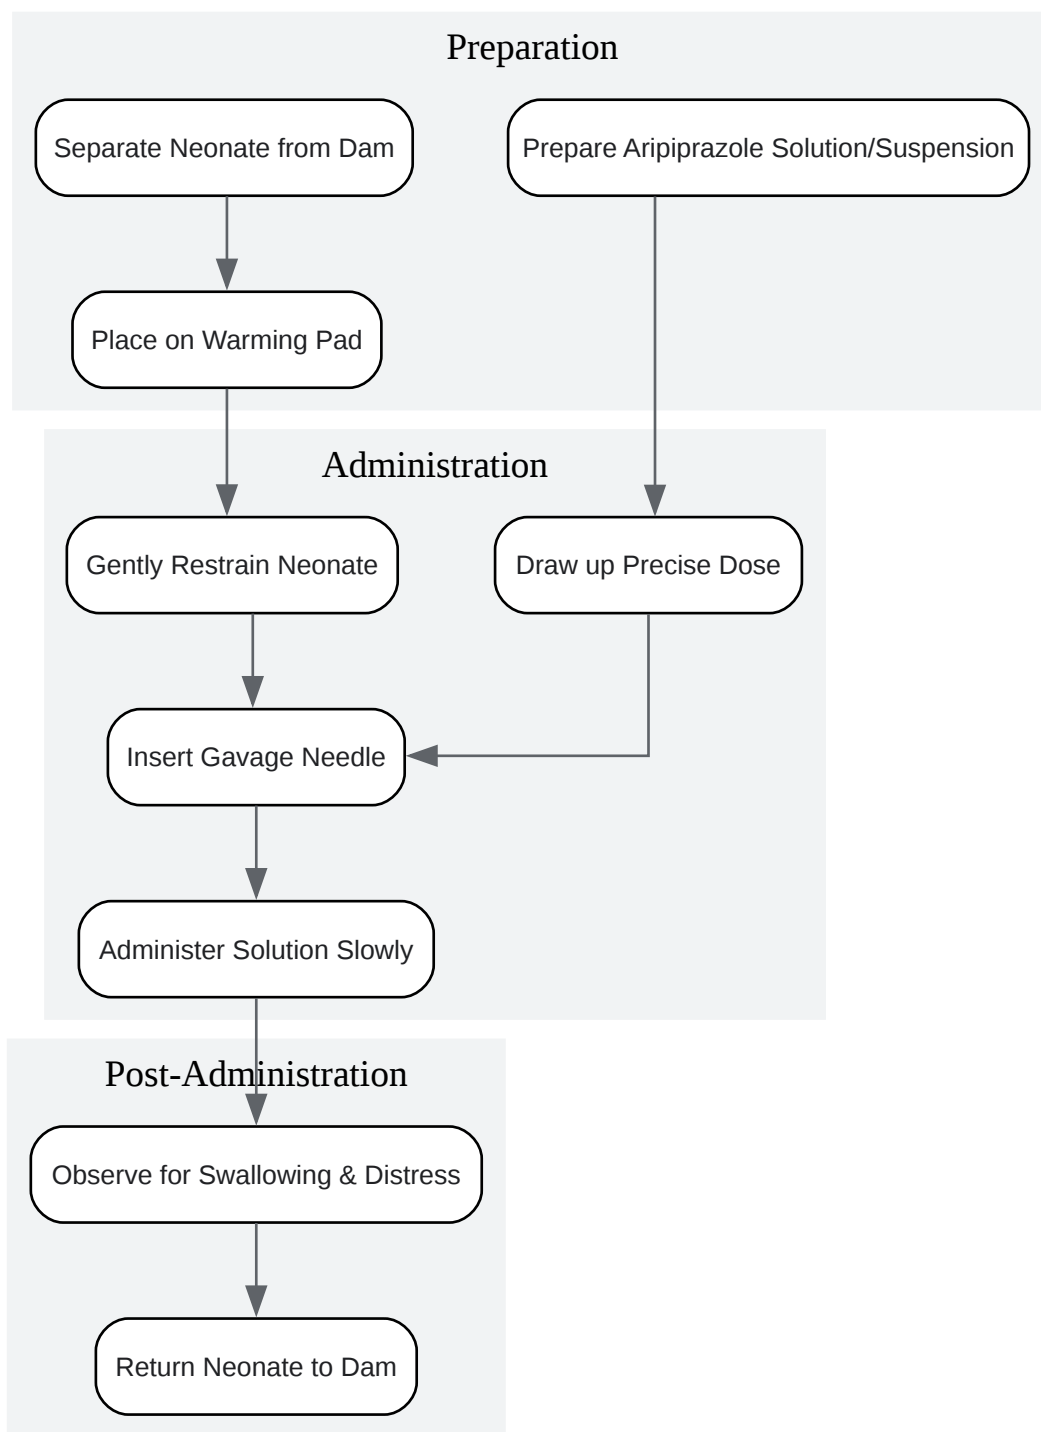 Preparation
Separate Neonate from Dam
Prepare Aripiprazole Solution/Suspension
Place on Warming Pad
Administration
Gently Restrain Neonate
Draw up Precise Dose
Insert Gavage Needle
Administer Solution Slowly
Post-Administration
Observe for Swallowing & Distress
Return Neonate to Dam